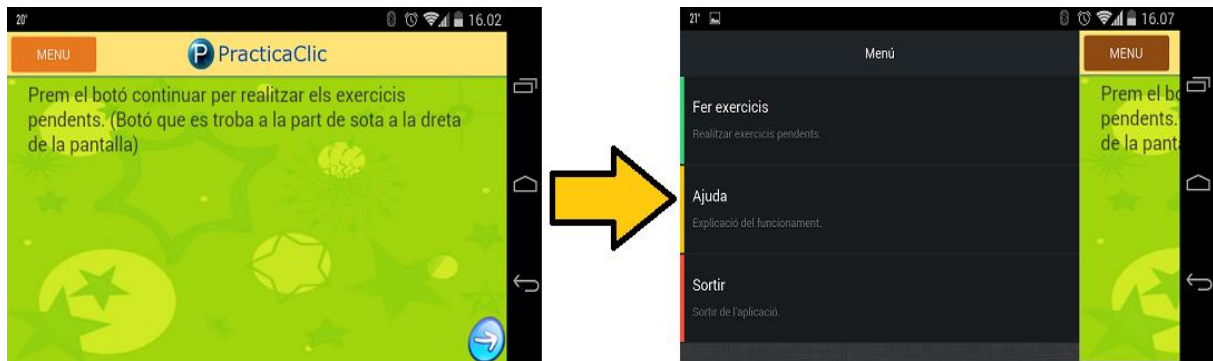 20°
16.02
MENU
P PracticaClic
Prem el botó continuar per realitzar els exercicis
pendents. (Botó que es troba a la part de sota a la dreta
de la pantalla)
21°
16.07
Menú
MENU
Fer exercicis
Realitzar exercicis pendents.
Ajuda
Explicació del funcionament.
Sortir
Sortir de l'aplicació.
Prem el bo
pendents.
de la pant